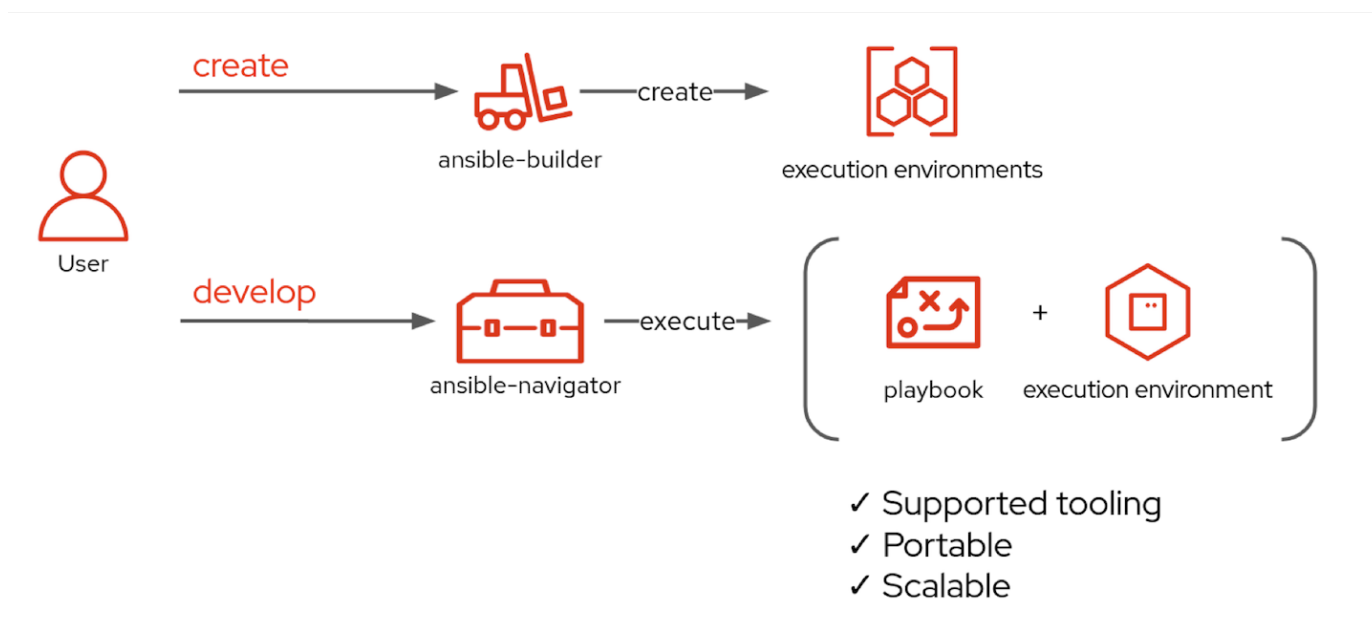 create
create
ansible-builder
execution environments
User
develop
execute
ansible-navigator
playbook
+
execution environment
✓ Supported tooling
✓ Portable
✓ Scalable